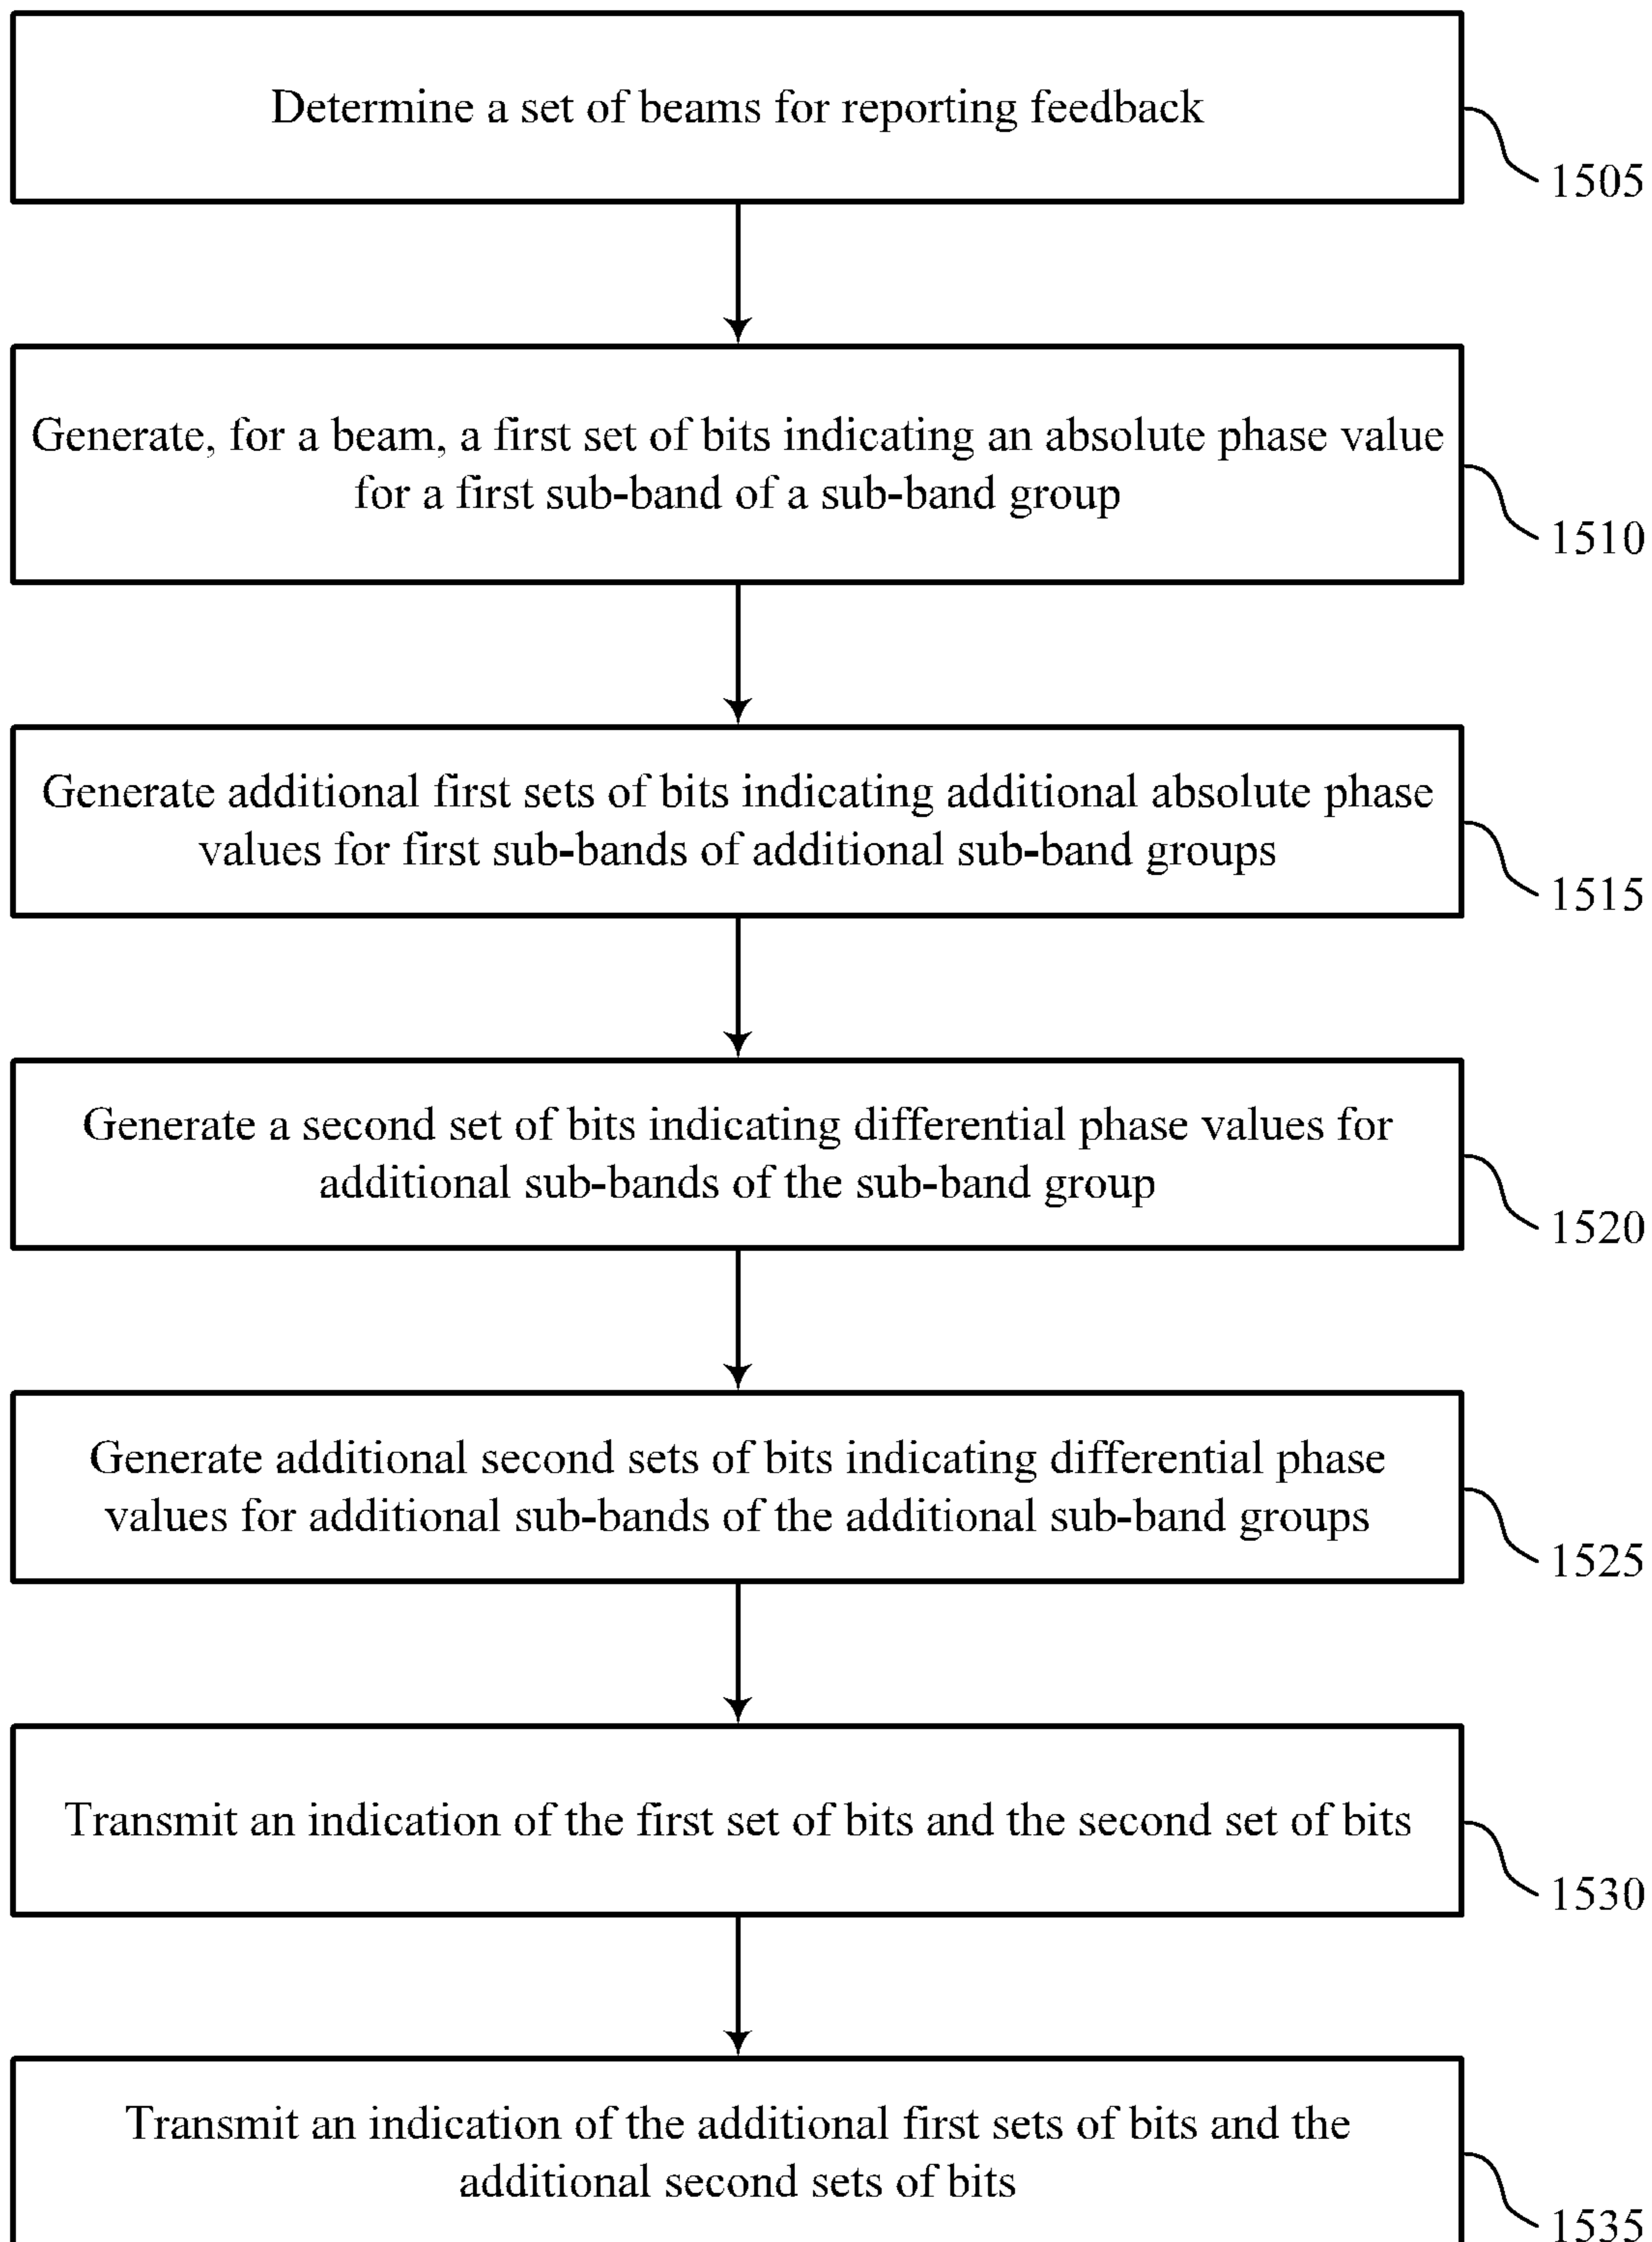 Determine a set of beams for reporting feedback
1505
Generate, for a beam, a first set of bits indicating an absolute phase value
for a first sub-band of a sub-band group
1510
Generate additional first sets of bits indicating additional absolute phase
values for first sub-bands of additional sub-band groups
1515
Generate a second set of bits indicating differential phase values for
additional sub-bands of the sub-band group
1520
Generate additional second sets of bits indicating differential phase
values for additional sub-bands of the additional sub-band groups
1525
Transmit an indication of the first set of bits and the second set of bits
1530
Transmit an indication of the additional first sets of bits and the
additional second sets of bits
1535